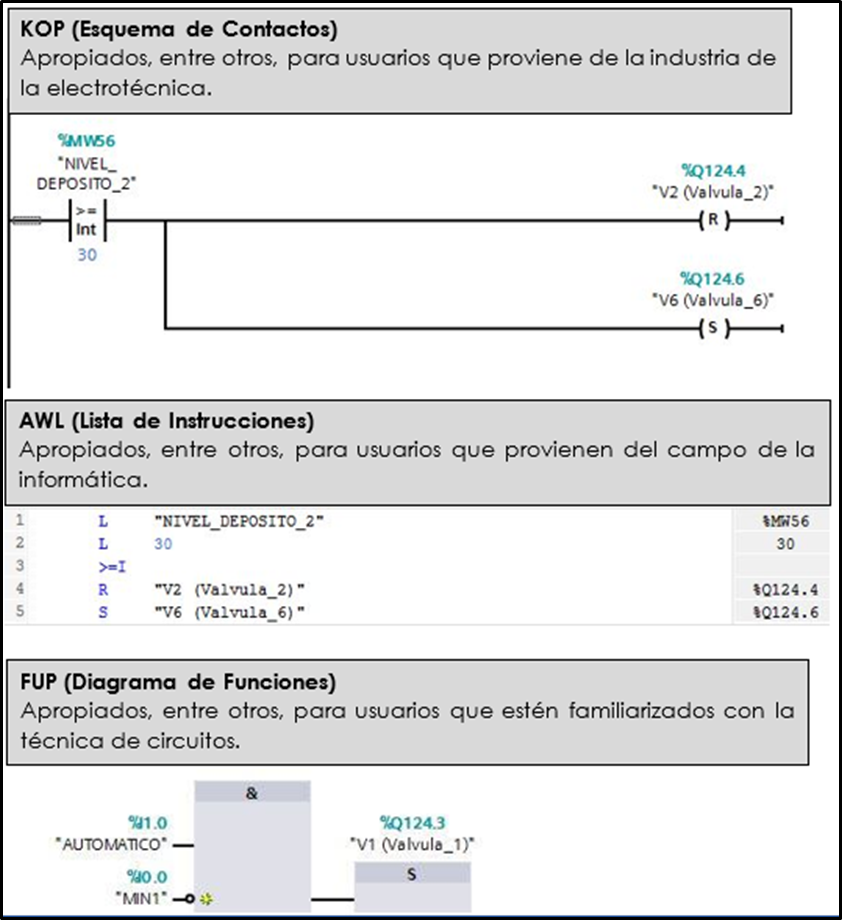 KOP (Esquema de Contactos)
Apropiados, entre otros, para usuarios que proviene de la industria de
la electrotécnica.
%MW56
"NIVEL_
DEPOSITO_2"
>=
Int
30
%Q124.4
"V2 (Valvula_2)"
( R )
%Q124.6
"V6 (Valvula_6)"
( S )
AWL (Lista de Instrucciones)
Apropiados, entre otros, para usuarios que provienen del campo de la
informática.
1 L "NIVEL_DEPOSITO_2" %MW56
2 L 30 30
3 >=I
4 R "V2 (Valvula_2)" %Q124.4
5 S "V6 (Valvula_6)" %Q124.6
FUP (Diagrama de Funciones)
Apropiados, entre otros, para usuarios que estén familiarizados con la
técnica de circuitos.
&
%I1.0
"AUTOMATICO"
%I0.0
"MIN1"
%Q124.3
"V1 (Valvula_1)"
S